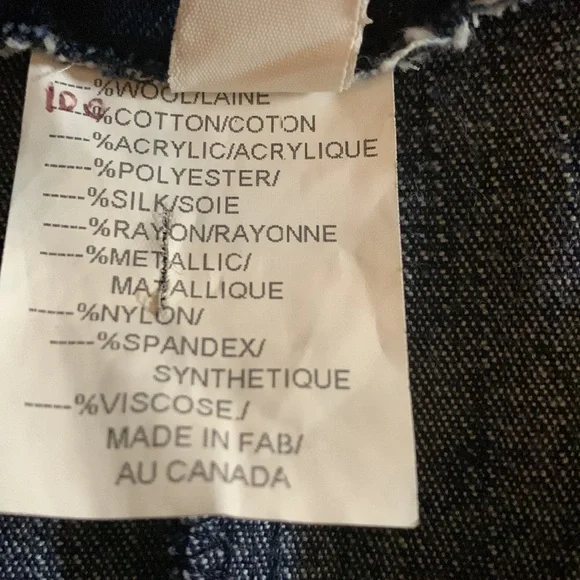 -----%WOOL/LAINE
100%COTTON/COTON
-----%ACRYLIC/ACRYLIQUE
-----%POLYESTER/
-----%SILK/SOIE
-----%RAYON/RAYONNE
-----%METALLIC/
MATALLIQUE
-----%NYLON/
-----%SPANDEX/
SYNTHETIQUE
-----%VISCOSE/
MADE IN FAB/
AU CANADA